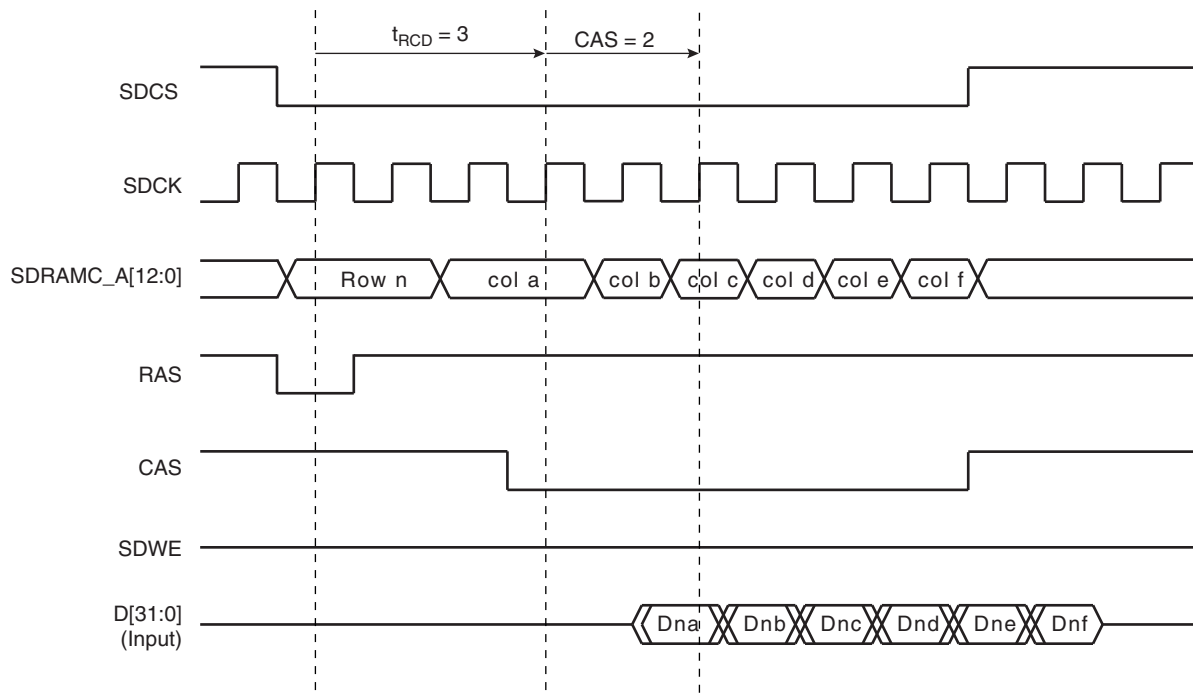 tRCD = 3
CAS = 2
SDCS
SDCK
SDRAMC_A[12:0]
Row n
col a
col b
col c
col d
col e
col f
RAS
CAS
SDWE
D[31:0]
(Input)
Dna
Dnb
Dnc
Dnd
Dne
Dnf